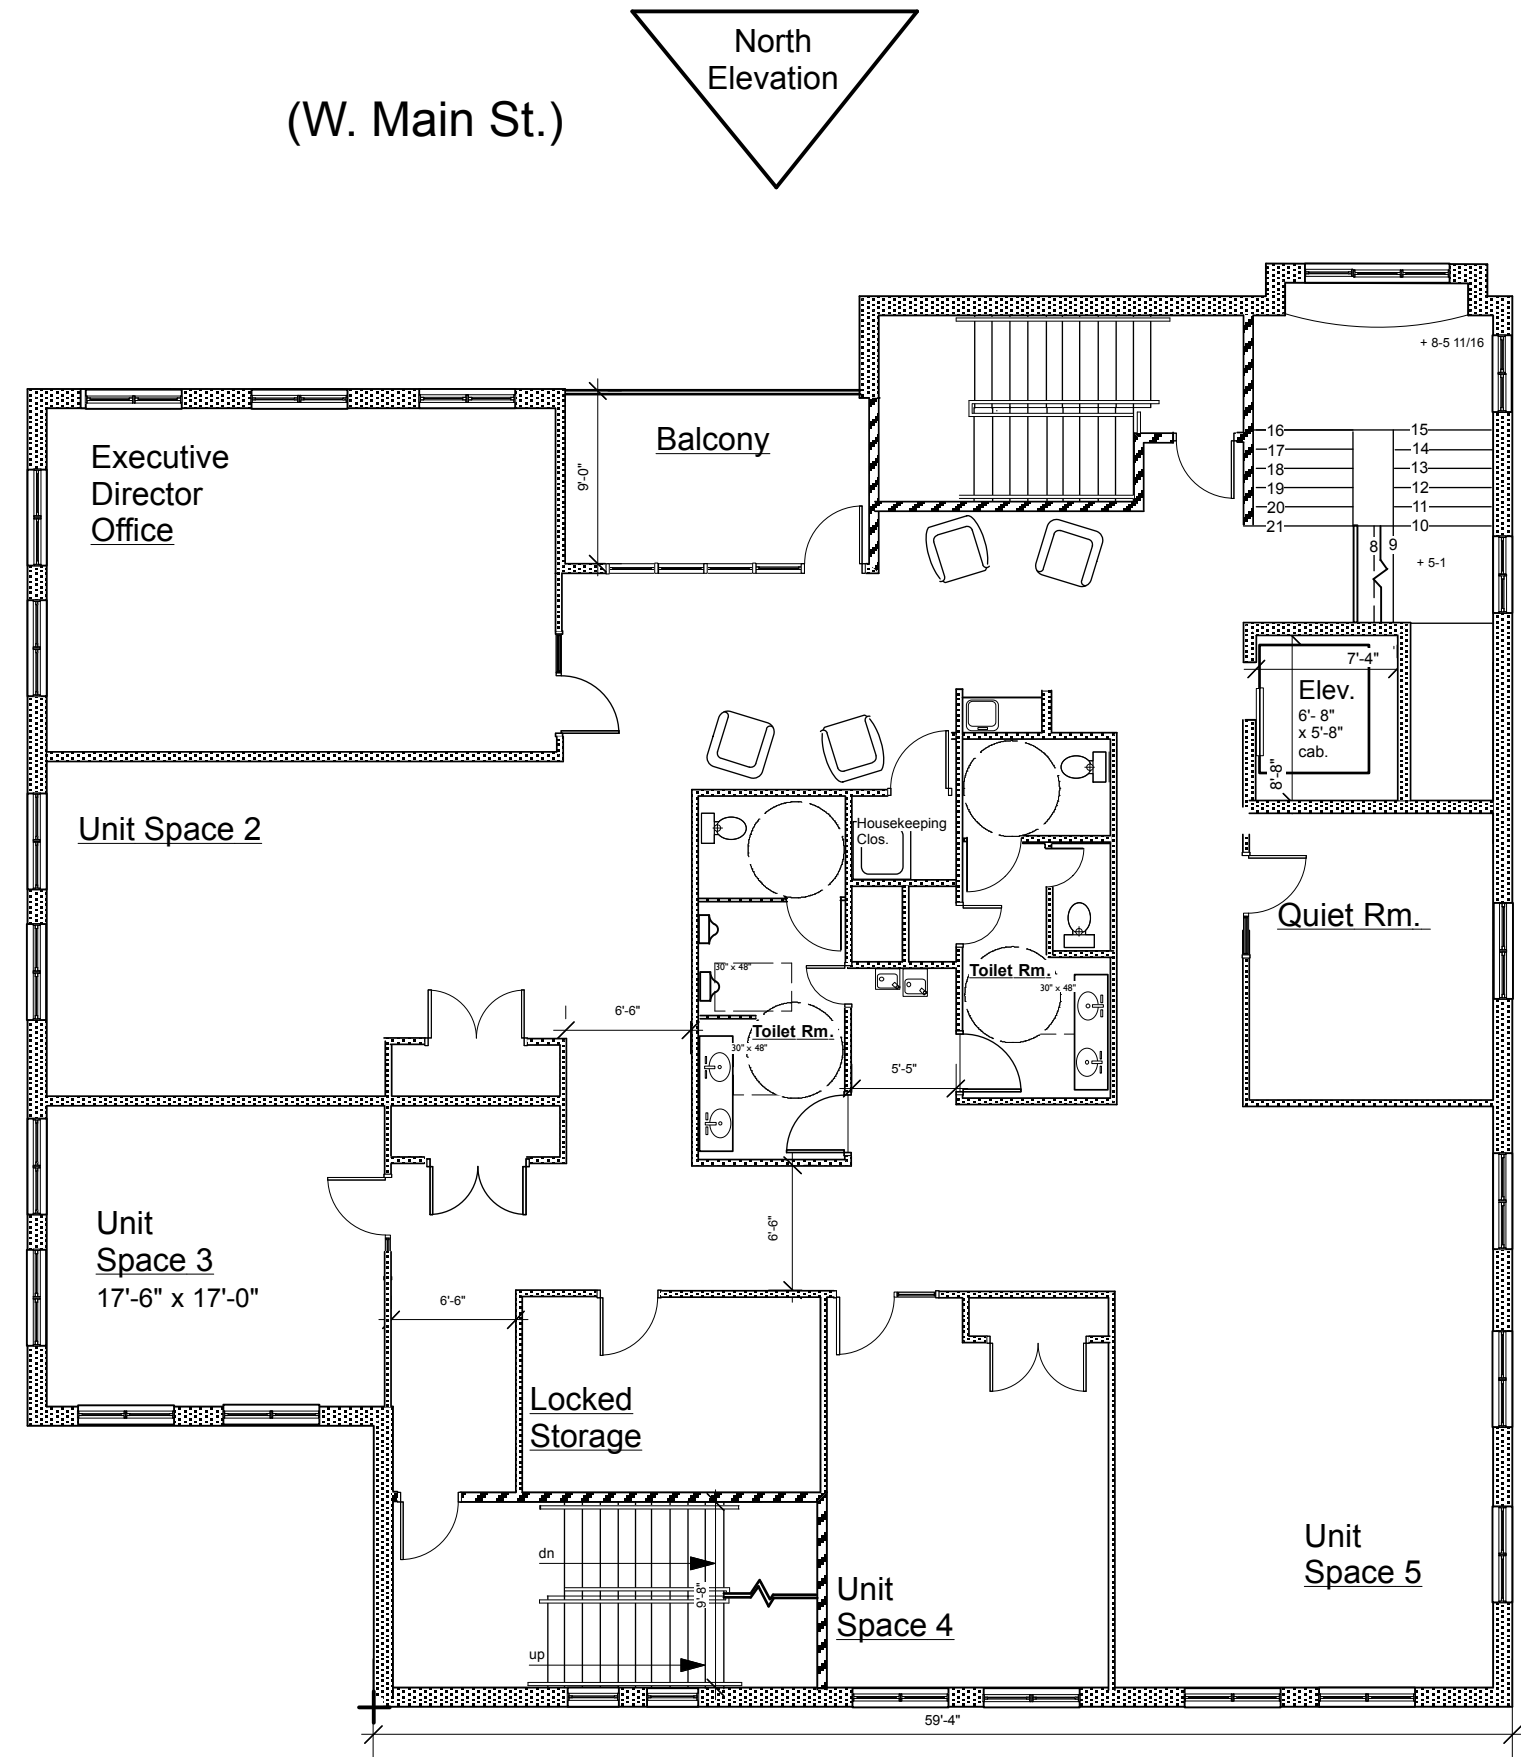 North
Elevation
(W. Main St.)
+ 8-5 11/16
Executive
Director
Office
Balcony
9'-0"
16
15
17
14
18
13
19
12
20
11
21
10
8
9
+ 5-1
7'-4"
Elev.
6'- 8"
x 5'-8"
cab.
8'-8"
Unit Space 2
Housekeeping
Clos.
Quiet Rm.
30" x 48"
Toilet Rm.
30" x 48"
6'-6"
Toilet Rm.
30" x 48"
5'-5"
Unit
Space 3
17'-6" x 17'-0"
6'-6"
6'-6"
Locked
Storage
dn
9'-8"
up
Unit
Space 4
Unit
Space 5
59'-4"